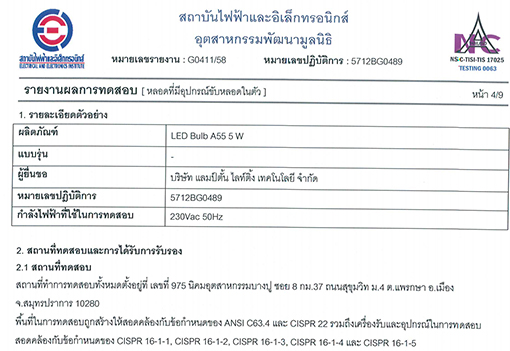 สถาบันไฟฟ้าและอิเล็กทรอนิกส์
อุตสาหกรรมพัฒนามูลนิธิ
สถาบันไฟฟ้าและอิเล็กทรอนิกส์
ELECTRICAL AND ELECTRONICS INSTITUTE
หมายเลขรายงาน : G0411/58 หมายเลขปฏิบัติการ : 5712BG0489
NSC-TISI-TIS 17025
TESTING 0063
รายงานผลการทดสอบ [ หลอดที่มีอุปกรณ์ขับหลอดในตัว ] หน้า 4/9
1. รายละเอียดตัวอย่าง
ผลิตภัณฑ์ LED Bulb A55 5 W
แบบรุ่น -
ผู้ยื่นขอ บริษัท แลมป์ตั้น ไลท์ติ้ง เทคโนโลยี จำกัด
หมายเลขปฏิบัติการ 5712BG0489
กำลังไฟฟ้าที่ใช้ในการทดสอบ 230Vac 50Hz
2. สถานที่ทดสอบและการได้รับการรับรอง
2.1 สถานที่ทดสอบ
สถานที่ทำการทดสอบทั้งหมดตั้งอยู่ที่ เลขที่ 975 นิคมอุตสาหกรรมบางปู ซอย 8 กม.37 ถนนสุขุมวิท ม.4 ต.แพรกษา อ.เมือง
จ.สมุทรปราการ 10280
พื้นที่ในการทดสอบถูกสร้างให้สอดคล้องกับข้อกำหนดของ ANSI C63.4 และ CISPR 22 รวมถึงเครื่องรับและอุปกรณ์ในการทดสอบ
สอดคล้องกับข้อกำหนดของ CISPR 16-1-1, CISPR 16-1-2, CISPR 16-1-3, CISPR 16-1-4 และ CISPR 16-1-5